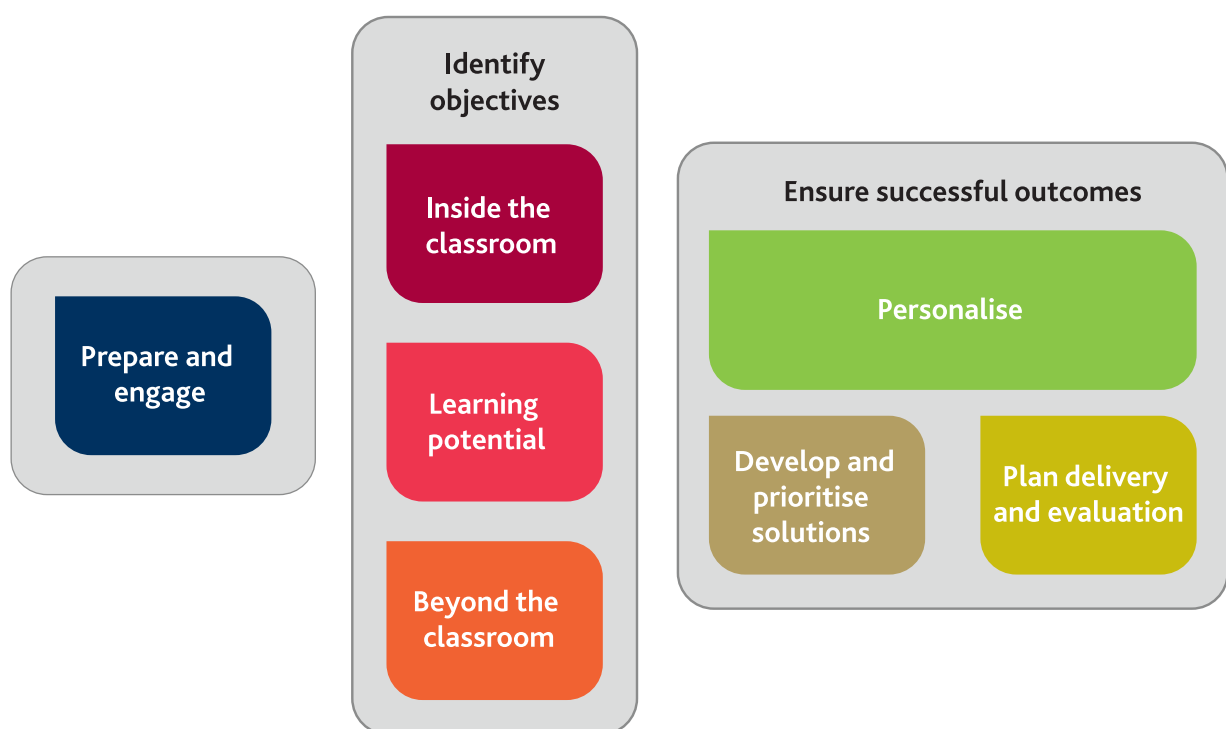 Prepare and
engage
Identify
objectives
Inside the
classroom
Learning
potential
Beyond the
classroom
Ensure successful outcomes
Personalise
Develop and
prioritise
solutions
Plan delivery
and evaluation